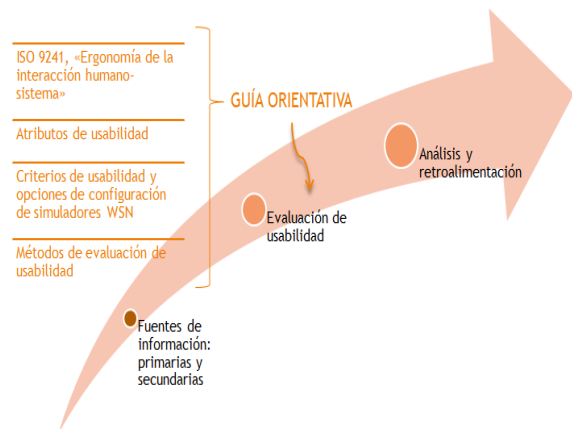 ISO 9241, «Ergonomía de la
interacción humano-
sistema»
Atributos de usabilidad
Criterios de usabilidad y
opciones de configuración
de simuladores WSN
Métodos de evaluación de
usabilidad
GUÍA ORIENTATIVA
Análisis y
retroalimentación
Evaluación de
usabilidad
Fuentes de
información:
primarias y
secundarias